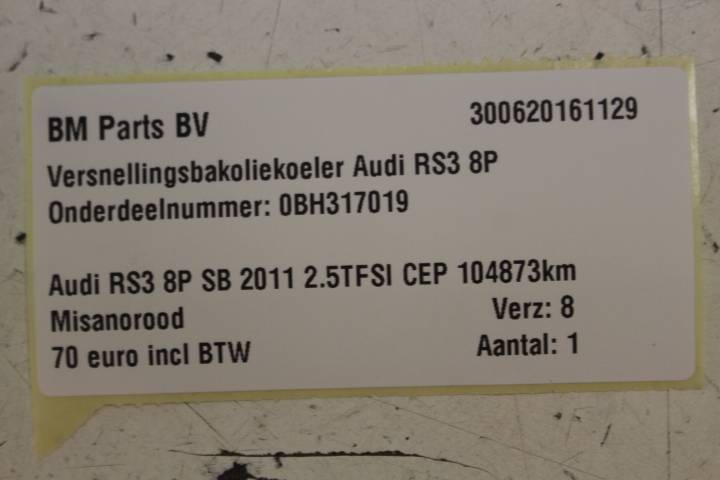 BM Parts BV 300620161129
Versnellingsbakoliekoeler Audi RS3 8P
Onderdeelnummer: 0BH317019
Audi RS3 8P SB 2011 2.5TFSI CEP 104873km
Misanorood Verz: 8
70 euro incl BTW Aantal: 1